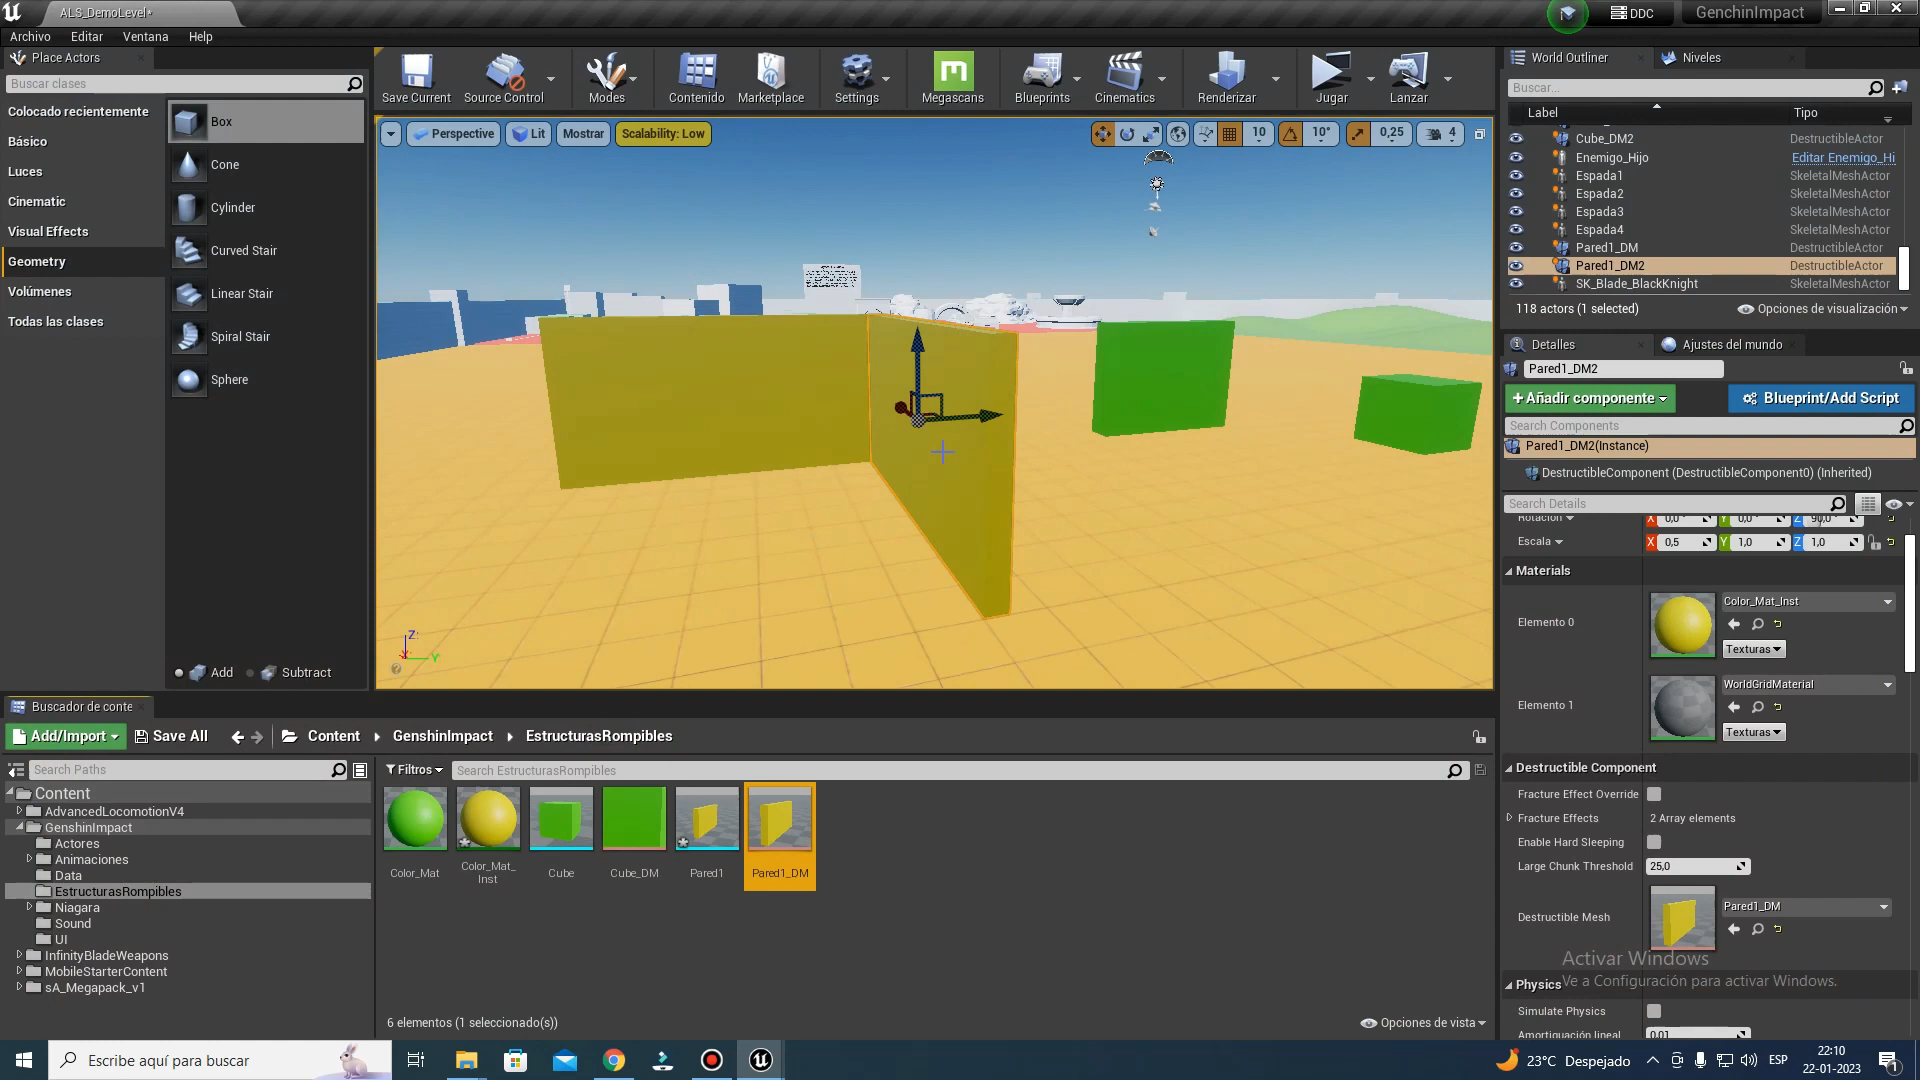 ALS_DemoLevel*
DDC
GenchinImpact
Archivo
Editar
Ventana
Help
Place Actors
Buscar clases
Colocado recientemente
Básico
Luces
Cinematic
Visual Effects
Geometry
Volúmenes
Todas las clases
Box
Cone
Cylinder
Curved Stair
Linear Stair
Spiral Stair
Sphere
Add
Subtract
Save Current
Source Control
Modes
Contenido
Marketplace
Settings
Megascans
Blueprints
Cinematics
Renderizar
Jugar
Lanzar
Perspective
Lit
Mostrar
Scalability: Low
10
10°
0,25
4
Z
X
Y
World Outliner
Niveles
Buscar...
Label
Tipo
Cube_DM2
DestructibleActor
Enemigo_Hijo
Editar Enemigo_Hi
Espada1
SkeletalMeshActor
Espada2
SkeletalMeshActor
Espada3
SkeletalMeshActor
Espada4
SkeletalMeshActor
Pared1_DM
DestructibleActor
Pared1_DM2
DestructibleActor
SK_Blade_BlackKnight
SkeletalMeshActor
118 actors (1 selected)
Opciones de visualización
Detalles
Ajustes del mundo
Pared1_DM2
+Añadir componente
Blueprint/Add Script
Search Components
Pared1_DM2(Instance)
DestructibleComponent (DestructibleComponent0) (Inherited)
Search Details
Rotación
X 0,0 ° Y 0,0 ° Z 90,0 °
Escala
X 0,5 Y 1,0 Z 1,0
Materials
Elemento 0
Color_Mat_Inst
Texturas
Elemento 1
WorldGridMaterial
Texturas
Destructible Component
Fracture Effect Override
Fracture Effects
2 Array elements
Enable Hard Sleeping
Large Chunk Threshold
25,0
Destructible Mesh
Pared1_DM
Physics
Simulate Physics
Amortiguación lineal
0,01
Activar Windows
Ve a Configuración para activar Windows.
Buscador de conte
Add/Import
Save All
Content
GenshinImpact
EstructurasRompibles
Search Paths
Filtros
Search EstructurasRompibles
Content
AdvancedLocomotionV4
GenshinImpact
Actores
Animaciones
Data
EstructurasRompibles
Niagara
Sound
UI
InfinityBladeWeapons
MobileStarterContent
sA_Megapack_v1
Color_Mat
Color_Mat_
Inst
Cube
Cube_DM
Pared1
Pared1_DM
6 elementos (1 seleccionado(s))
Opciones de vista
Escribe aquí para buscar
23°C Despejado
ESP
22:10
22-01-2023
1